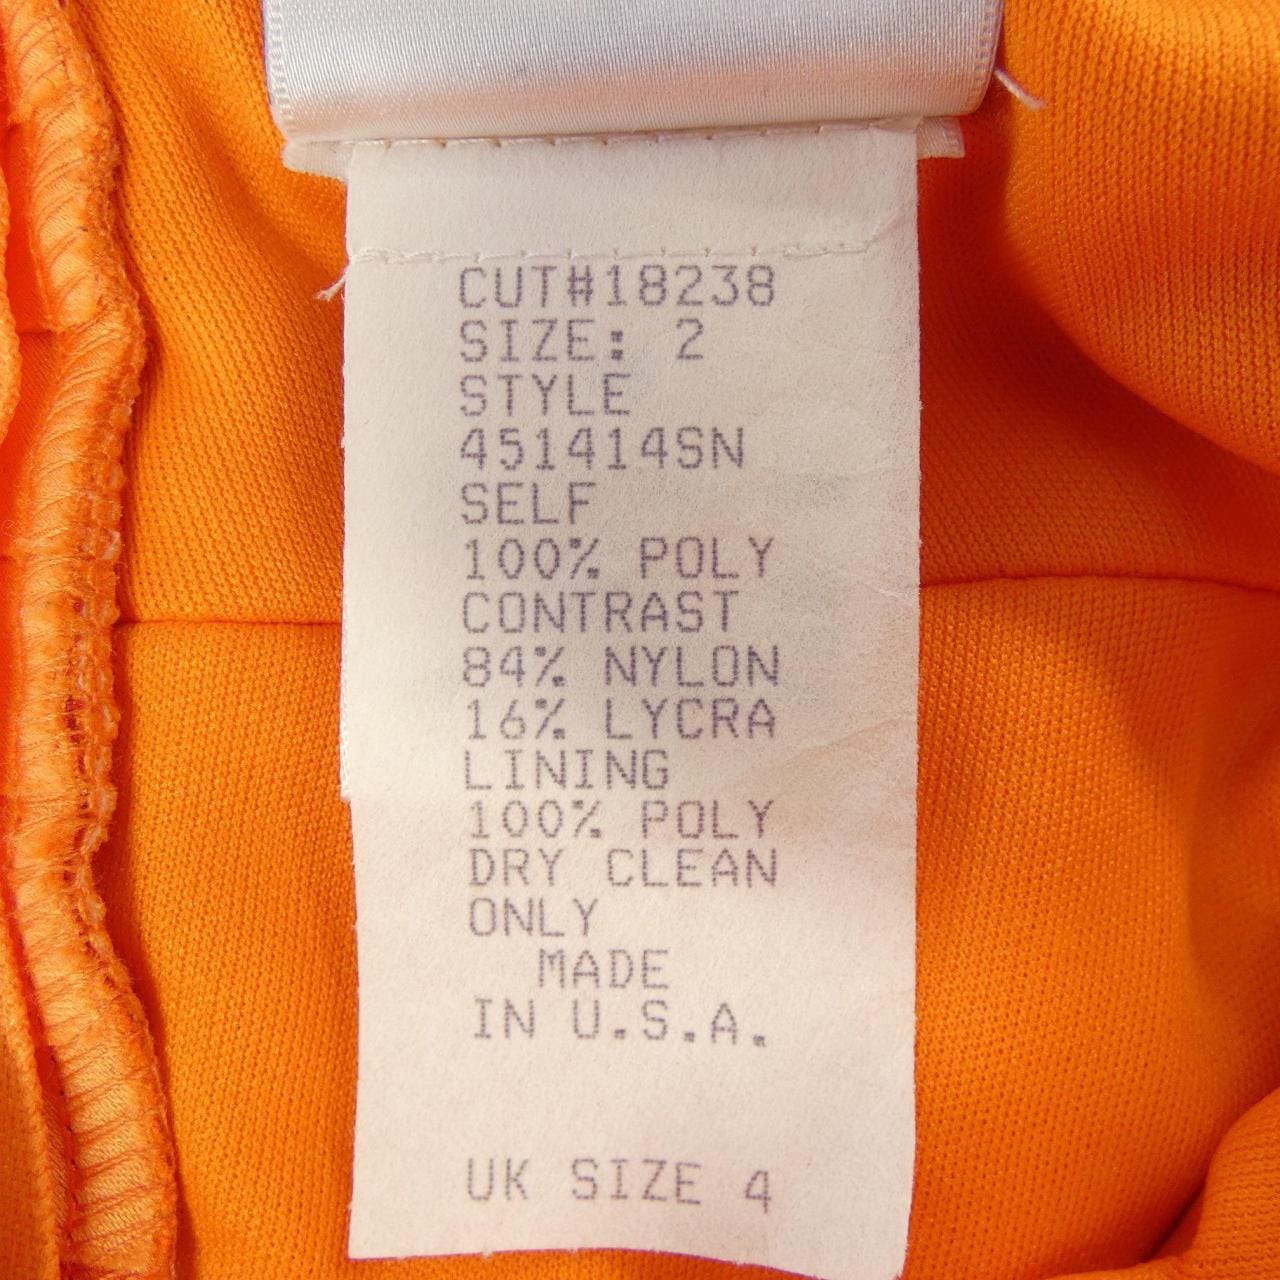 CUT#18238
SIZE: 2
STYLE
451414SN
SELF
100% POLY
CONTRAST
84% NYLON
16% LYCRA
LINING
100% POLY
DRY CLEAN
ONLY
MADE
IN U.S.A.
UK SIZE 4